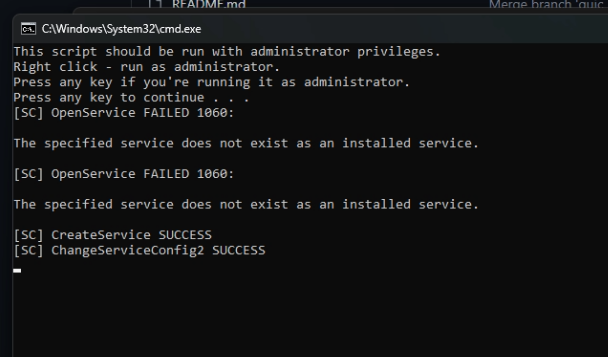 README.md
Merge branch 'quic
C:\Windows\System32\cmd.exe
This script should be run with administrator privileges.
Right click - run as administrator.
Press any key if you're running it as administrator.
Press any key to continue . . .
[SC] OpenService FAILED 1060:
The specified service does not exist as an installed service.
[SC] OpenService FAILED 1060:
The specified service does not exist as an installed service.
[SC] CreateService SUCCESS
[SC] ChangeServiceConfig2 SUCCESS